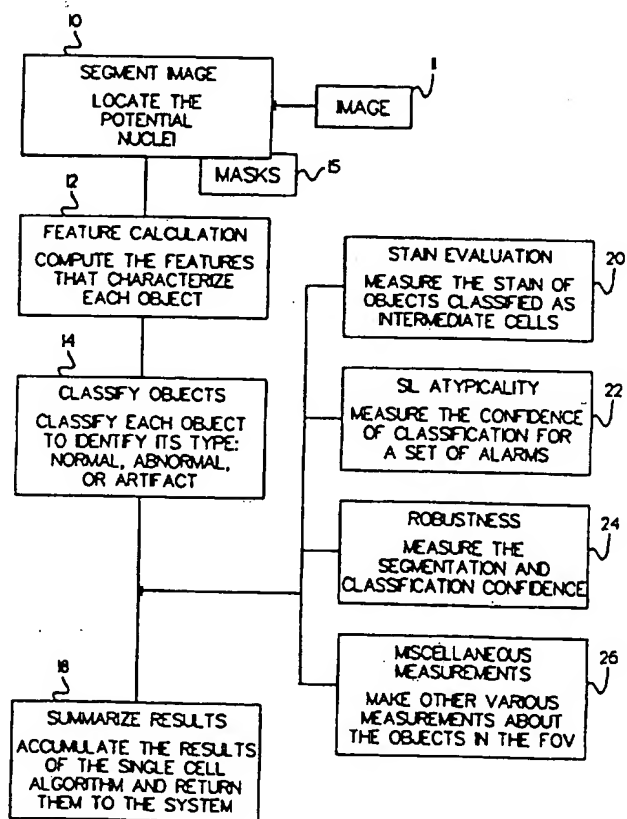 10
SEGMENT IMAGE
LOCATE THE
POTENTIAL
NUCLEI
11
IMAGE
MASKS
15
12
FEATURE CALCULATION
COMPUTE THE FEATURES
THAT CHARACTERIZE
EACH OBJECT
14
CLASSIFY OBJECTS
CLASSIFY EACH OBJECT
TO IDENTIFY ITS TYPE:
NORMAL, ABNORMAL,
OR ARTIFACT
18
SUMMARIZE RESULTS
ACCUMULATE THE RESULTS
OF THE SINGLE CELL
ALGORITHM AND RETURN
THEM TO THE SYSTEM
STAIN EVALUATION
MEASURE THE STAIN OF
OBJECTS CLASSIFIED AS
INTERMEDIATE CELLS
20
SIL ATYPICALITY
MEASURE THE CONFIDENCE
OF CLASSIFICATION FOR
A SET OF ALARMS
22
ROBUSTNESS
MEASURE THE
SEGMENTATION AND
CLASSFICATION CONFIDENCE
24
MISCELLANEOUS
MEASUREMENTS
MAKE OTHER VARIOUS
MEASUREMENTS ABOUT
THE OBJECTS IN THE FOV
26